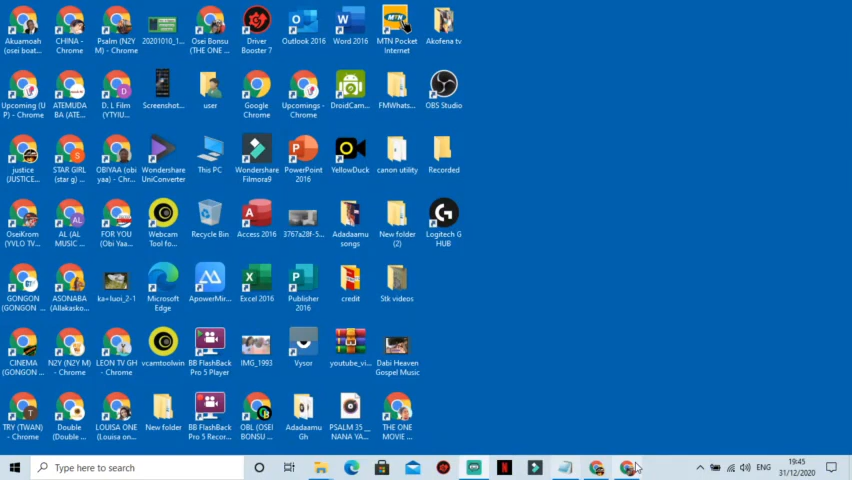 Akuamoah
(osei boat...
CHINA -
Chrome
Psalm (N2Y
M) - Chrome
20201010_1...
Osei Bonsu
(THE ONE ...
Driver
Booster 7
Outlook 2016
Word 2016
MTN Pocket
Internet
Akofena tv
Upcoming (U
P) - Chrome
ATEMUDA
BA (ATE...
D. L Film
(YTYIU...
Screenshot...
user
Google
Chrome
Upcomings -
Chrome
DroidCam...
FMWhats...
OBS Studio
justice
(JUSTICE...
STAR GIRL
(star g) ...
OBIYAA (obi
yaa) - Chr...
Wondershare
UniConverter
This PC
Wondershare
Filmora9
PowerPoint
2016
YellowDuck
canon utility
Recorded
OseiKrom
(YVLO TV...
AL (AL
MUSIC ...
FOR YOU
(Obi Yaa...
Webcam
Tool fo...
Recycle Bin
Access 2016
3767a28f-5...
Adadaamu
songs
New folder
(2)
Logitech G
HUB
GONGON
(GONGON ...
ASONABA
(Allakasko...
ka+luoi_2-1
Microsoft
Edge
ApowerMir...
Excel 2016
Publisher
2016
credit
Stk videos
CINEMA
(GONGON ...
N2Y (N2Y M)
- Chrome
LEON TV GH
- Chrome
vcamtoolwin
BB FlashBack
Pro 5 Player
IMG_1993
Vysor
youtube_vi...
Dabi Heaven
Gospel Music
TRY (TWAN)
- Chrome
Double
(Double ...
LOUISA ONE
(Louisa on...
New folder
BB FlashBack
Pro 5 Recor...
OBL (OSEI
BONSU ...
Adadaamu
Gh
PSALM 35 __
NANA YA...
THE ONE
MOVIE ...
Type here to search
ENG
19:45
31/12/2020